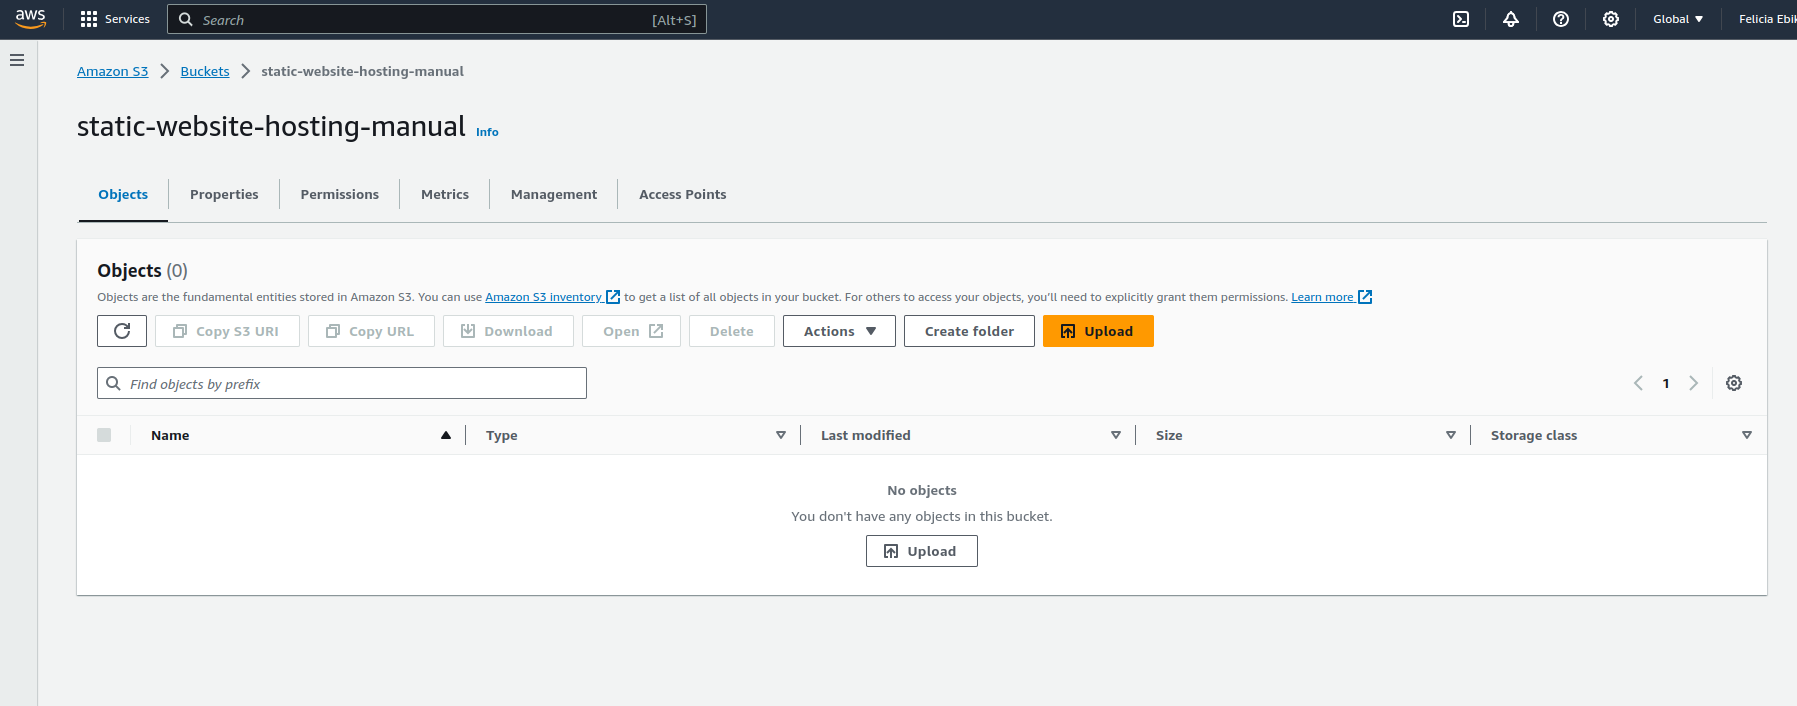 aws Services Search [Alt+S] Global Felicia Ebik
Amazon S3 Buckets static-website-hosting-manual
static-website-hosting-manual Info
Objects Properties Permissions Metrics Management Access Points
Objects (0)
Objects are the fundamental entities stored in Amazon S3. You can use Amazon S3 inventory to get a list of all objects in your bucket. For others to access your objects, you'll need to explicitly grant them permissions. Learn more
Copy S3 URI Copy URL Download Open Delete Actions Create folder Upload
Find objects by prefix 1
Name Type Last modified Size Storage class
No objects
You don't have any objects in this bucket.
Upload